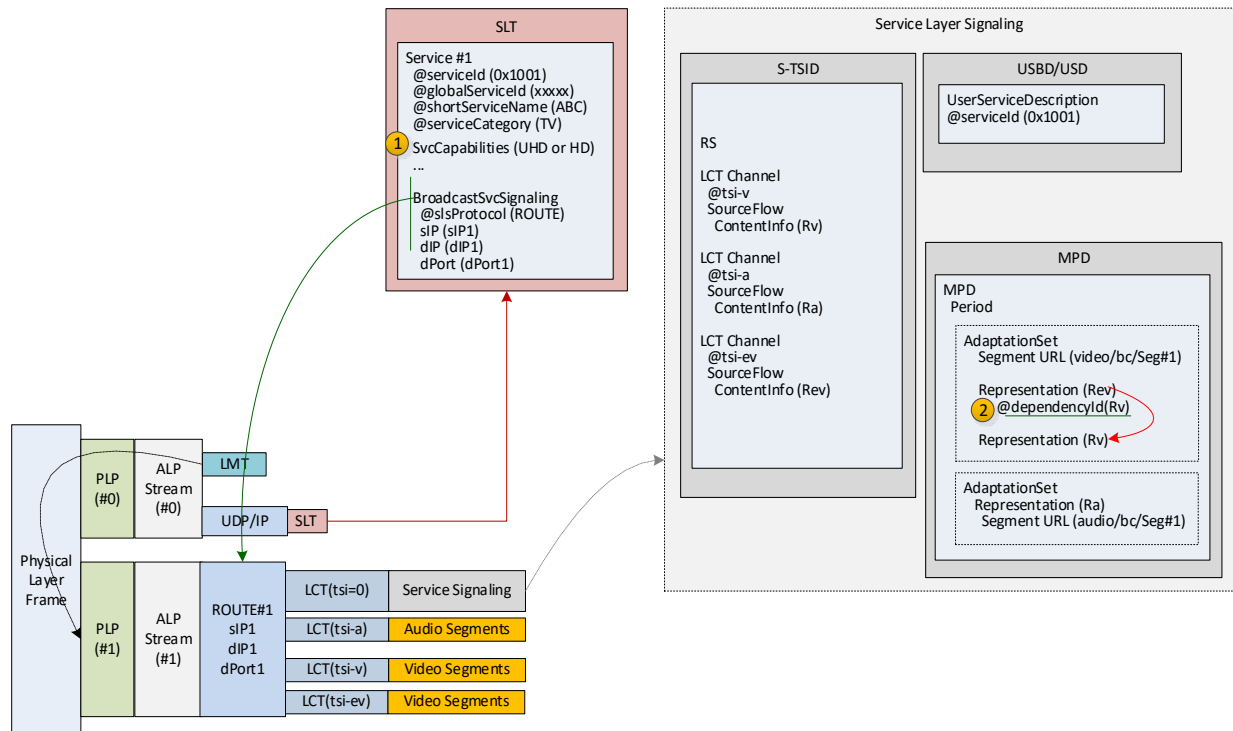 SLT
Service #1
@serviceId (0x1001)
@globalServiceId (xxxxx)
@shortServiceName (ABC)
@serviceCategory (TV)
1
SvcCapabilities (UHD or HD)
...
BroadcastSvcSignaling
@slsProtocol (ROUTE)
sIP (sIP1)
dIP (dIP1)
dPort (dPort1)
Service Layer Signaling
S-TSID
RS
LCT Channel
@tsi-v
SourceFlow
ContentInfo (Rv)
LCT Channel
@tsi-a
SourceFlow
ContentInfo (Ra)
LCT Channel
@tsi-ev
SourceFlow
ContentInfo (Rev)
USBD/USD
UserServiceDescription
@serviceId (0x1001)
MPD
MPD
Period
AdaptationSet
Segment URL (video/bc/Seg#1)
Representation (Rev)
2
@dependencyId(Rv)
Representation (Rv)
AdaptationSet
Representation (Ra)
Segment URL (audio/bc/Seg#1)
Physical
Layer
Frame
PLP
(#0)
ALP
Stream
(#0)
LMT
UDP/IP
SLT
PLP
(#1)
ALP
Stream
(#1)
ROUTE#1
sIP1
dIP1
dPort1
LCT(tsi=0)
Service Signaling
LCT(tsi-a)
Audio Segments
LCT(tsi-v)
Video Segments
LCT(tsi-ev)
Video Segments